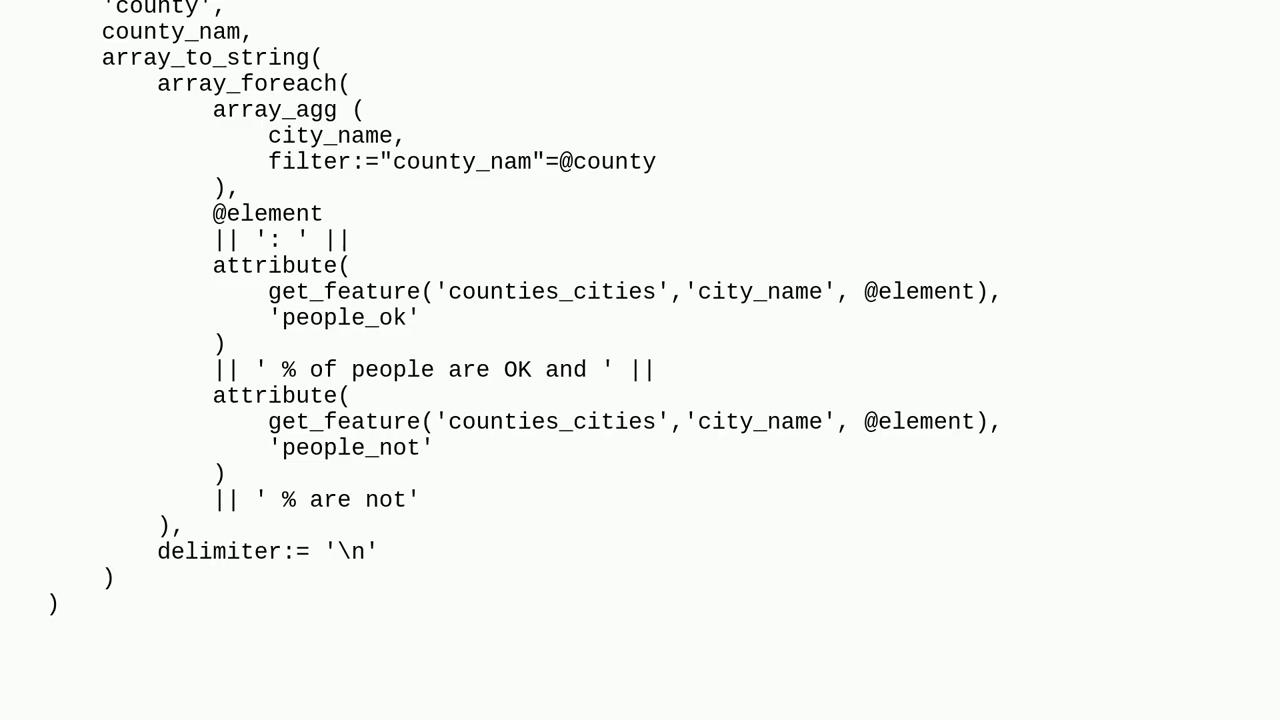 'county',
county_nam,
array_to_string(
array_foreach(
array_agg (
city_name,
filter:="county_nam"=@county
),
@element
|| ': ' ||
attribute(
get_feature('counties_cities','city_name', @element),
'people_ok'
)
|| ' % of people are OK and ' ||
attribute(
get_feature('counties_cities','city_name', @element),
'people_not'
)
|| ' % are not'
),
delimiter:= '\n'
)
)